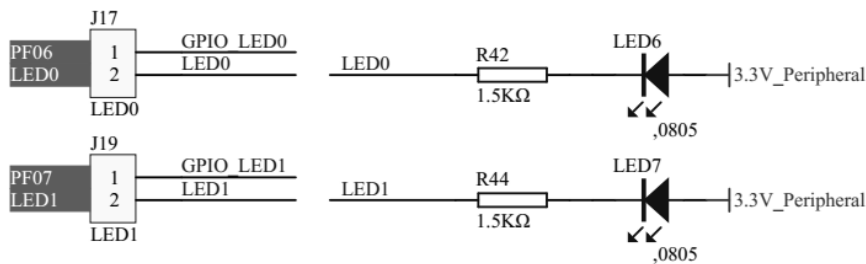 J17
PF06 1 GPIO_LED0
LED0 2 LED0
LED0
LED0 R42 LED6 3.3V_Peripheral
1.5KΩ
,0805
J19
PF07 1 GPIO_LED1
LED1 2 LED1
LED1
LED1 R44 LED7 3.3V_Peripheral
1.5KΩ
,0805